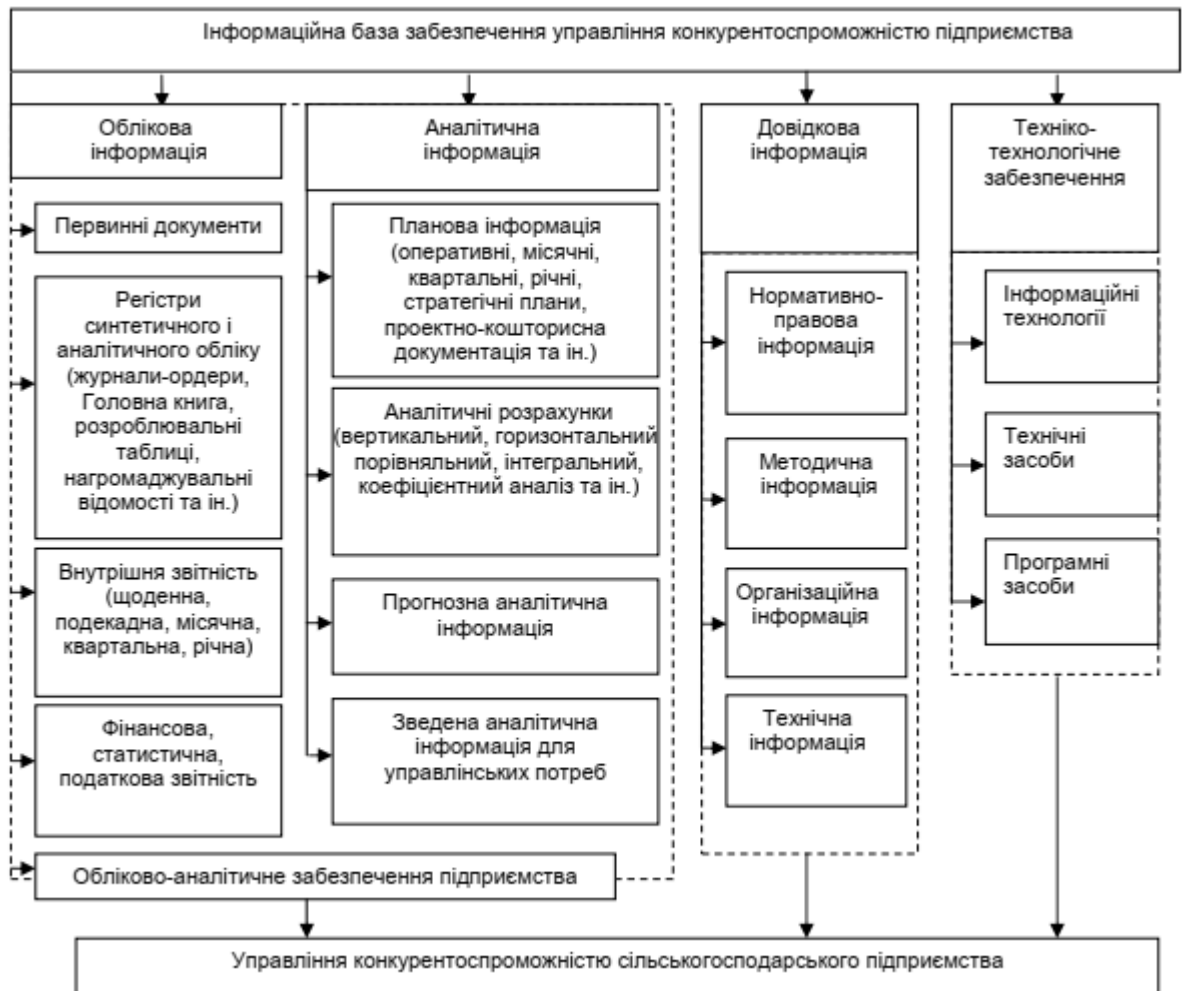 Інформаційна база забезпечення управління конкурентоспроможністю підприємства
Облікова
інформація
Первинні документи
Регістри
синтетичного і
аналітичного обліку
(журнали-ордери,
Головна книга,
розроблювальні
таблиці,
нагромаджувальні
відомості та ін.)
Внутрішня звітність
(щоденна,
подекадна, місячна,
квартальна, річна)
Фінансова,
статистична,
податкова звітність
Аналітична
інформація
Планова інформація
(оперативні, місячні,
квартальні, річні,
стратегічні плани,
проектно-кошторисна
документація та ін.)
Аналітичні розрахунки
(вертикальний, горизонтальний
порівняльний, інтегральний,
коефіцієнтний аналіз та ін.)
Прогнозна аналітична
інформація
Зведена аналітична
інформація для
управлінських потреб
Довідкова
інформація
Нормативно-
правова
інформація
Методична
інформація
Організаційна
інформація
Технічна
інформація
Техніко-
технологічне
забезпечення
Інформаційні
технології
Технічні
засоби
Програмні
засоби
Обліково-аналітичне забезпечення підприємства
Управління конкурентоспроможністю сільськогосподарського підприємства